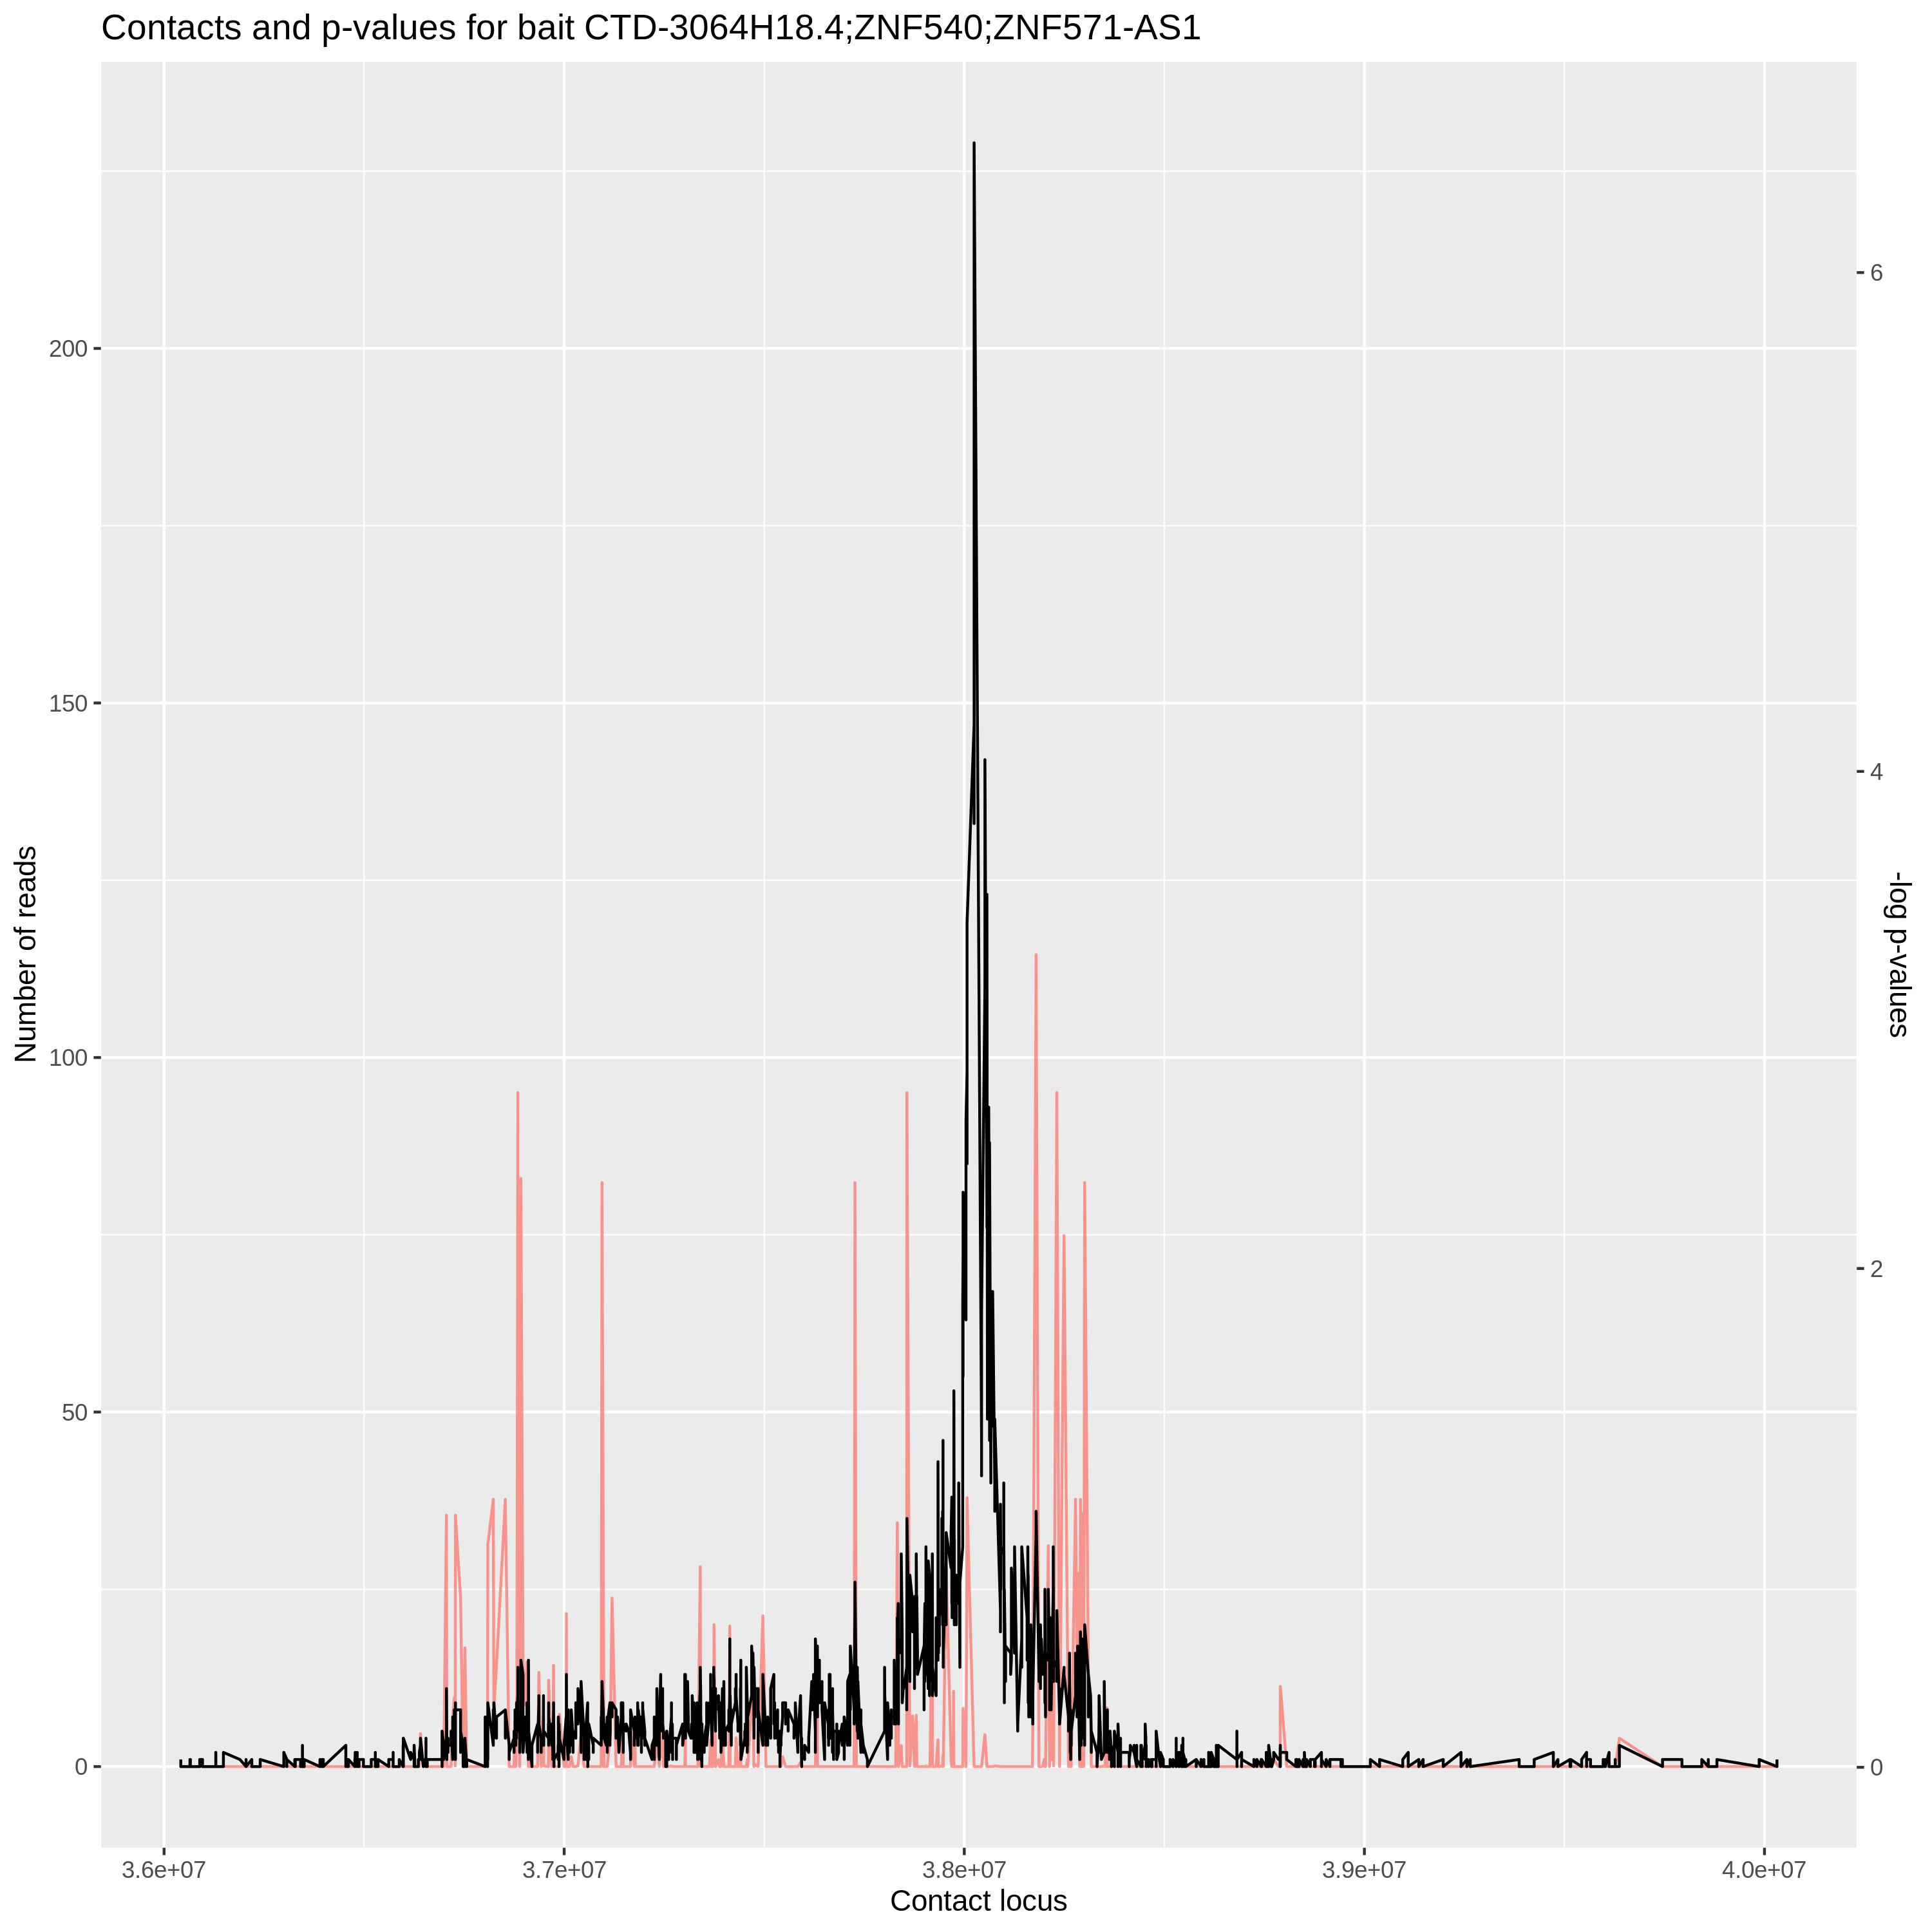 Contacts and p-values for bait CTD-3064H18.4;ZNF540;ZNF571-AS1
Number of reads
200
150
100
50
0
6
4
2
0
-log p-values
3.6e+07 3.7e+07 3.8e+07 3.9e+07 4.0e+07
Contact locus